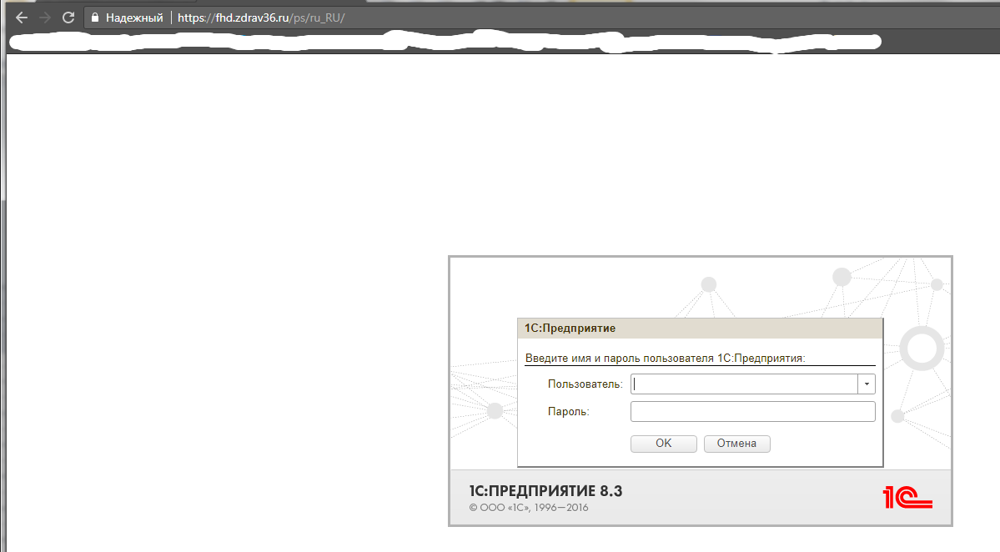 Надежный https://fhd.zdrav36.ru/ps/ru_RU/
1С:Предприятие
Введите имя и пароль пользователя 1С:Предприятия:
Пользователь:
Пароль:
OK Отмена
1С:ПРЕДПРИЯТИЕ 8.3
© ООО «1С», 1996—2016
1С